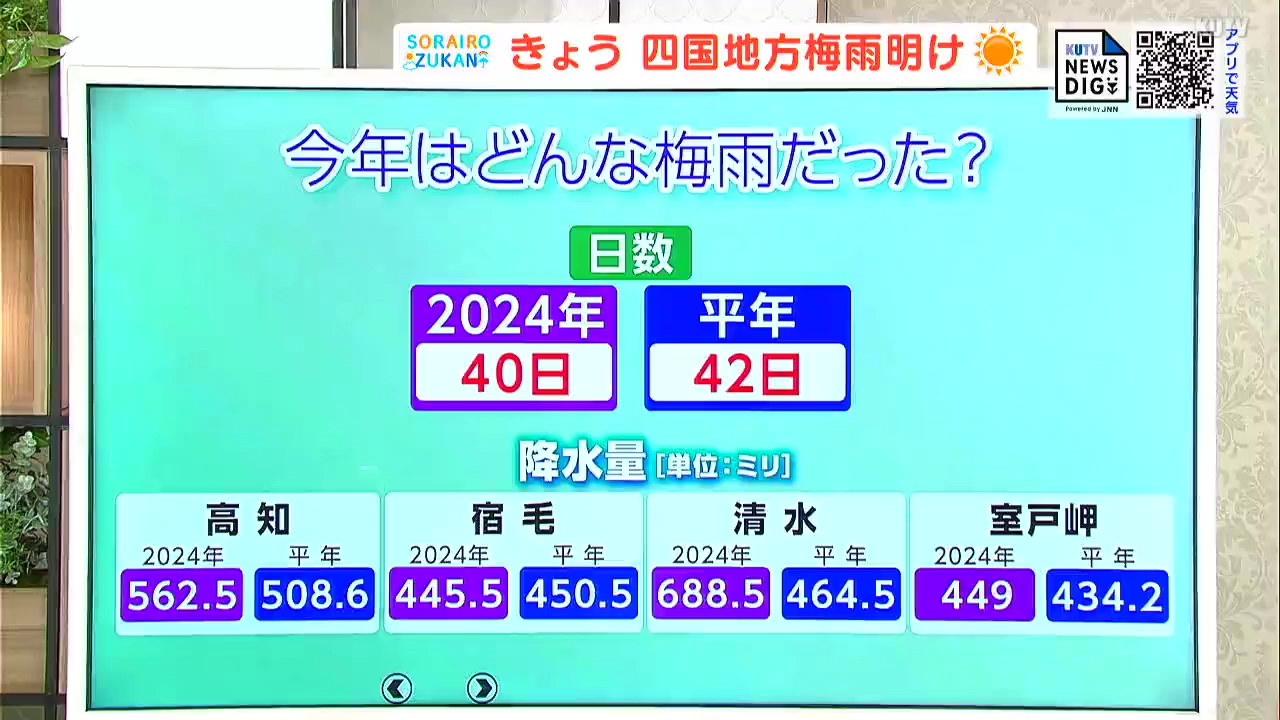 KUTV
SORAIRO
ZUKAN
きょう 四国地方梅雨明け
KUTV
NEWS
DIG
Powered by JNN
アプリで天気
今年はどんな梅雨だった？
日数
2024年 平年
40日 42日
降水量[単位：ミリ]
高知 宿毛 清水 室戸岬
2024年 平年 2024年 平年 2024年 平年 2024年 平年
562.5 508.6 445.5 450.5 688.5 464.5 449 434.2